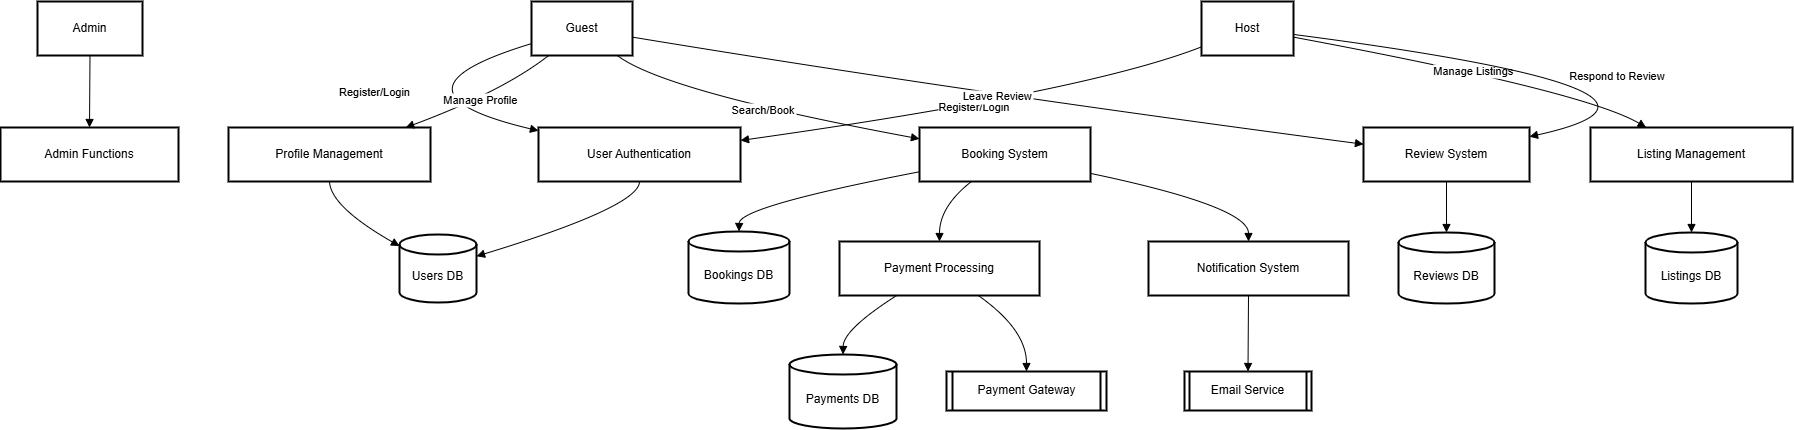 Admin
Guest
Host
Manage Listings
Respond to Review
Register/Login
Manage Profile
Leave Review
Search/Book
Register/Login
Admin Functions
Profile Management
User Authentication
Booking System
Review System
Listing Management
Users DB
Bookings DB
Payment Processing
Notification System
Reviews DB
Listings DB
Payments DB
Payment Gateway
Email Service